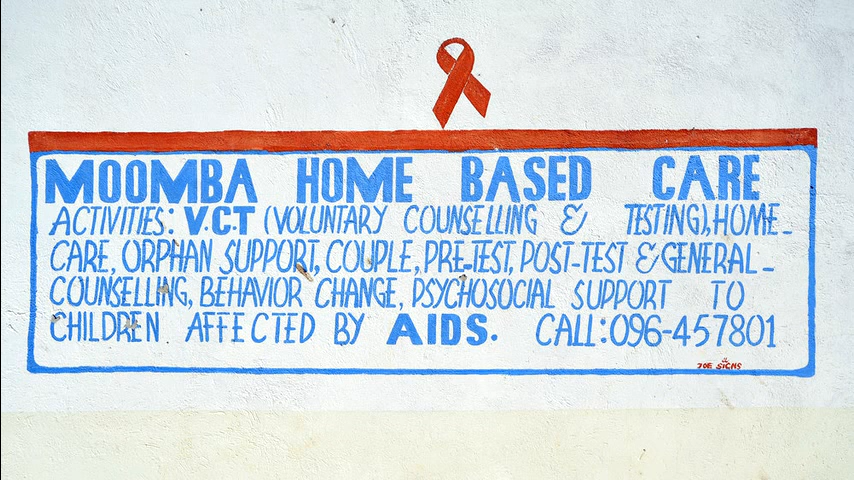 MOOMBA HOME BASED CARE
ACTIVITIES: V.C.T (VOLUNTARY COUNSELLING & TESTING), HOME-
CARE, ORPHAN SUPPORT, COUPLE, PRE-TEST, POST-TEST & GENERAL-
COUNSELLING, BEHAVIOR CHANGE, PSYCHOSOCIAL SUPPORT TO
CHILDREN AFFECTED BY AIDS. CALL:096-457801
JOE SIGNS